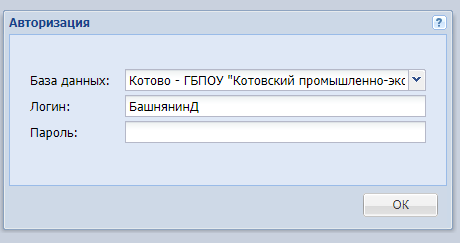 Авторизация ?
База данных: Котово - ГБПОУ "Котовский промышленно-экс
Логин: БашнянинД
Пароль:
OK